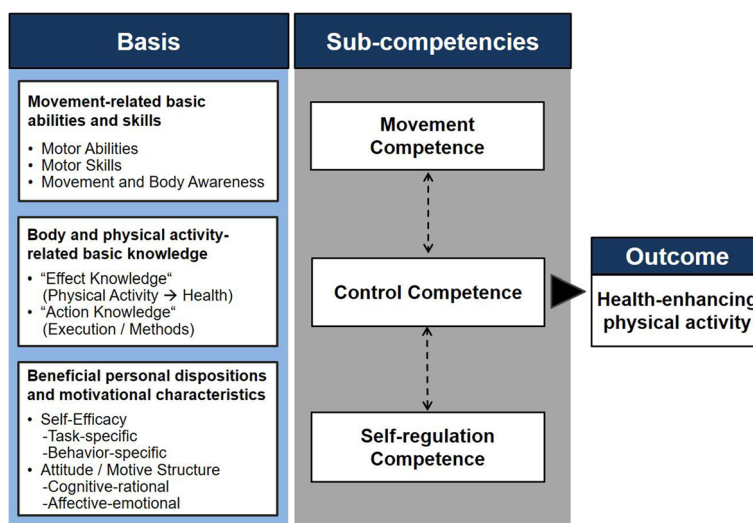 Basis
Movement-related basic
abilities and skills
• Motor Abilities
• Motor Skills
• Movement and Body Awareness
Body and physical activity-
related basic knowledge
• “Effect Knowledge“
(Physical Activity → Health)
• “Action Knowledge“
(Execution / Methods)
Beneficial personal dispositions
and motivational characteristics
• Self-Efficacy
-Task-specific
-Behavior-specific
• Attitude / Motive Structure
-Cognitive-rational
-Affective-emotional
Sub-competencies
Movement
Competence
Control Competence
Self-regulation
Competence
Outcome
Health-enhancing
physical activity